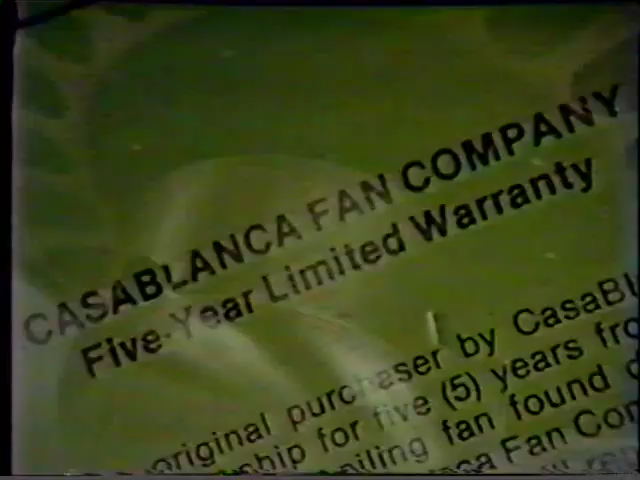 CASABLANCA FAN COMPANY
Five-Year Limited Warranty
original purchaser by CasaBl
ship for five (5) years fro
ceiling fan found
Fan Con